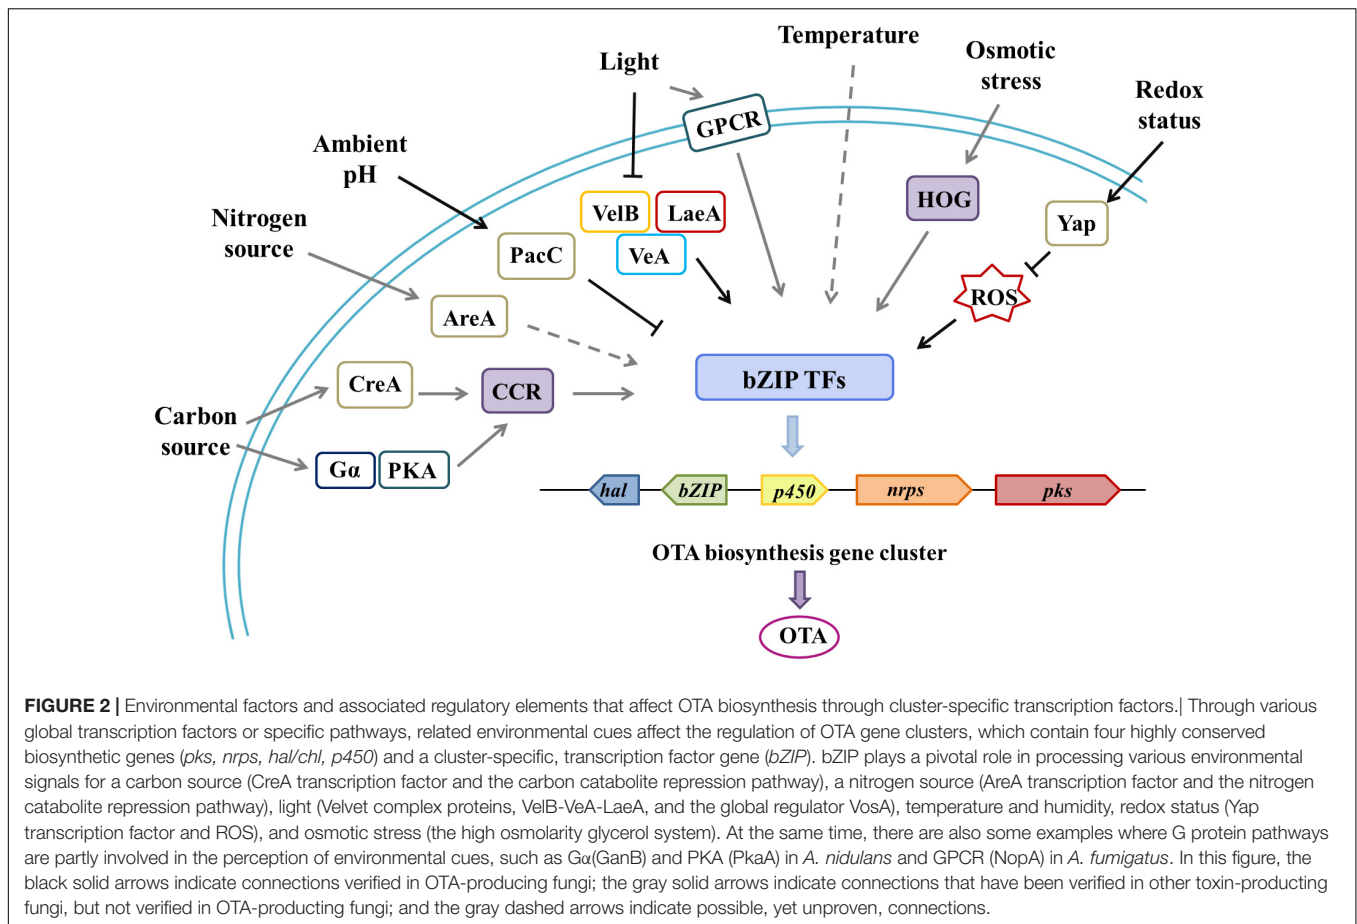 Temperature
Light
Osmotic
stress
Redox
status
GPCR
Ambient
pH
HOG
VelB
LaeA
Yap
Nitrogen
source
PacC
VeA
ROS
AreA
bZIP TFs
CreA
CCR
Carbon
source
Gα
PKA
hal
bZIP
p450
nrps
pks
OTA biosynthesis gene cluster
OTA
FIGURE 2 | Environmental factors and associated regulatory elements that affect OTA biosynthesis through cluster-specific transcription factors.| Through various
global transcription factors or specific pathways, related environmental cues affect the regulation of OTA gene clusters, which contain four highly conserved
biosynthetic genes (pks, nrps, hal/chl, p450) and a cluster-specific, transcription factor gene (bZIP). bZIP plays a pivotal role in processing various environmental
signals for a carbon source (CreA transcription factor and the carbon catabolite repression pathway), a nitrogen source (AreA transcription factor and the nitrogen
catabolite repression pathway), light (Velvet complex proteins, VelB-VeA-LaeA, and the global regulator VosA), temperature and humidity, redox status (Yap
transcription factor and ROS), and osmotic stress (the high osmolarity glycerol system). At the same time, there are also some examples where G protein pathways
are partly involved in the perception of environmental cues, such as Gα(GanB) and PKA (PkaA) in A. nidulans and GPCR (NopA) in A. fumigatus. In this figure, the
black solid arrows indicate connections verified in OTA-producing fungi; the gray solid arrows indicate connections that have been verified in other toxin-producting
fungi, but not verified in OTA-producting fungi; and the gray dashed arrows indicate possible, yet unproven, connections.